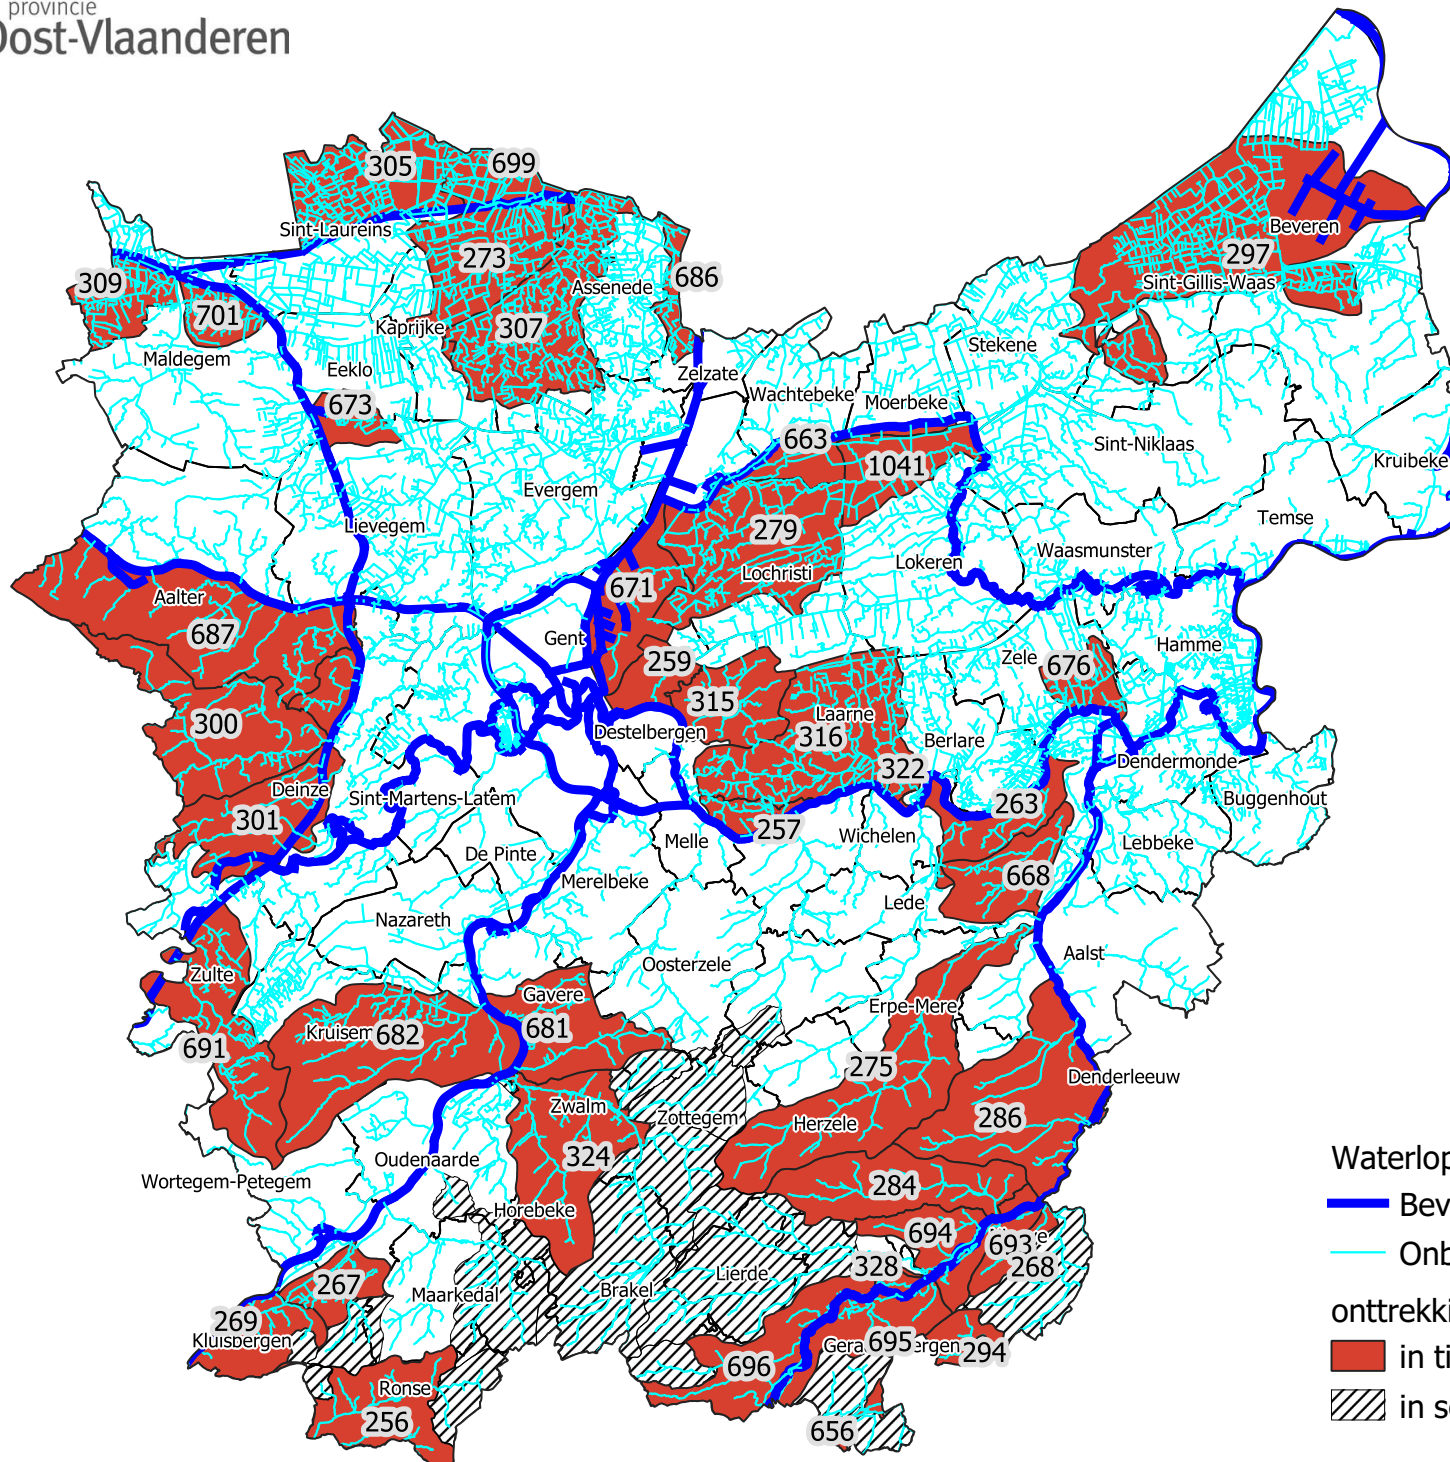 provincie
Oost-Vlaanderen
305
699
Sint-Laureins
273
Assenede
686
309
701
307
Kaprijke
Maldegem
Eeklo
673
Zelzate
Wachtebeke
Moerbeke
Stekene
Beveren
297
Sint-Gillis-Waas
663
1041
Sint-Niklaas
Kruibeke
Evergem
Lievegem
279
Lochristi
Lokeren
Waasmunster
Temse
Aalter
687
671
Gent
259
315
Zele
676
Hamme
300
Destelbergen
Laarne
316
322
Berlare
Dendermonde
Deinze
Sint-Martens-Latem
301
257
263
Buggenhout
Melle
Wichelen
Lebbeke
De Pinte
Merelbeke
668
Lede
Nazareth
Aalst
Zulte
Oosterzele
Gavere
Erpe-Mere
681
Kruisem
682
691
275
Denderleeuw
Zwalm
Zottegem
Herzele
286
324
Oudenaarde
Wortegem-Petegem
284
Horebeke
694
693
268
328
Lierde
267
Maarkedal
Brakel
269
Kluisbergen
695
294
696
Ronse
256
656
Waterlop
Bev
Onb
onttrekki
in ti
in s